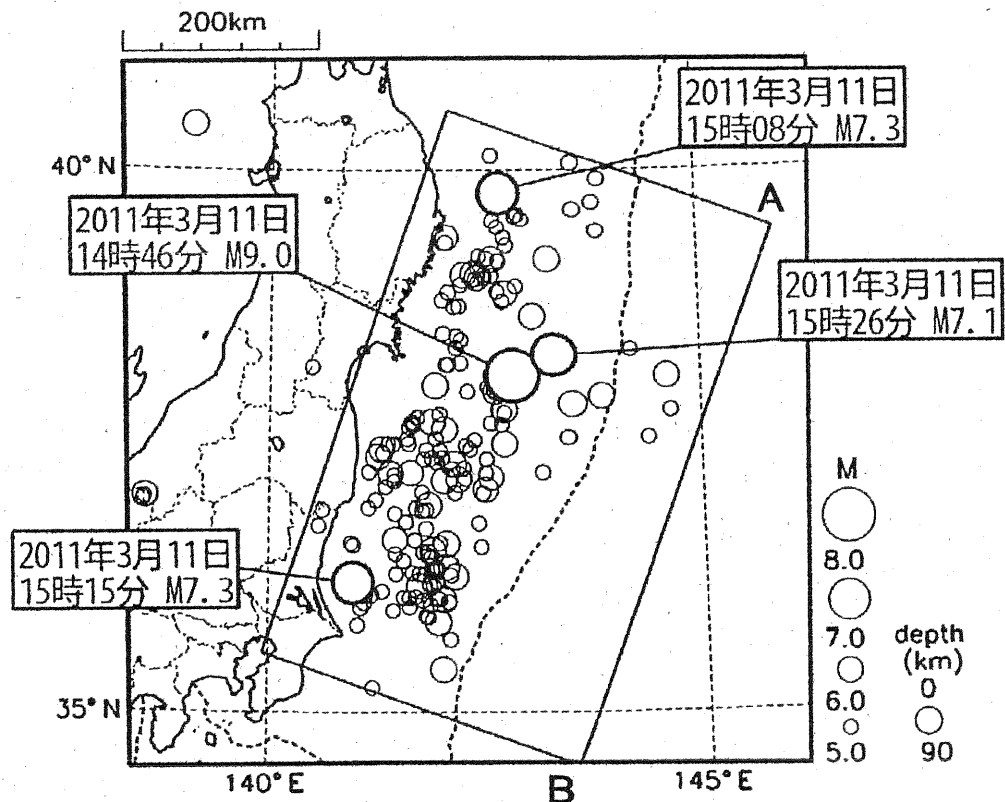 200km
2011年3月11日
15時08分 M7.3
40°N
A
2011年3月11日
14時46分 M9.0
2011年3月11日
15時26分 M7.1
M
8.0
2011年3月11日
15時15分 M7.3
7.0
depth
(km)
6.0
0
35°N
5.0
90
140°E
B
145°E